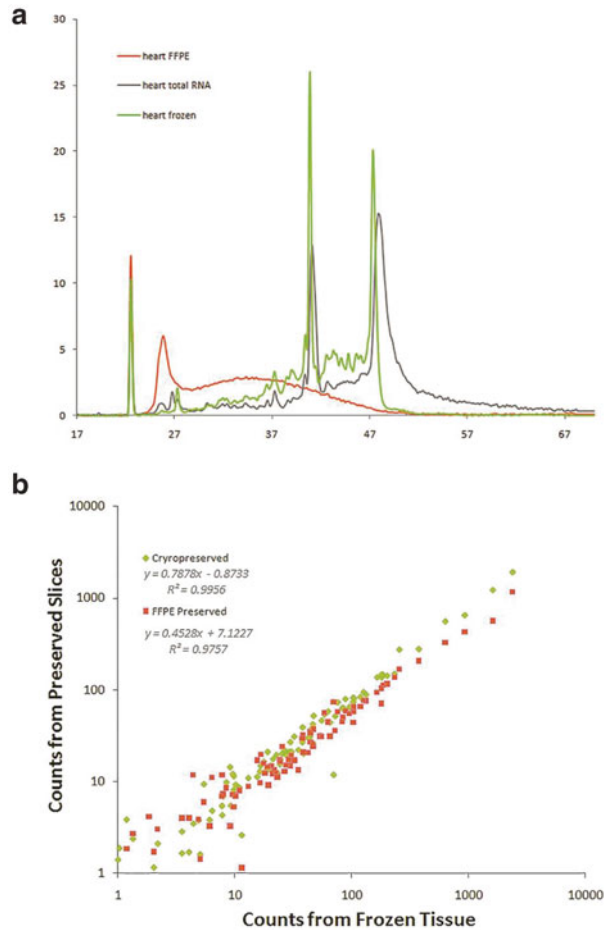 a
30
heart FFPE
25
heart total RNA
heart frozen
20
15
10
5
0
17 27 37 47 57 67
b
10000
Cryropreserved
y = 0.7878x - 0.8733
R² = 0.9956
1000
FFPE Preserved
y = 0.4528x + 7.1227
R² = 0.9757
100
10
1
1 10 100 1000 10000
Counts from Preserved Slices
Counts from Frozen Tissue